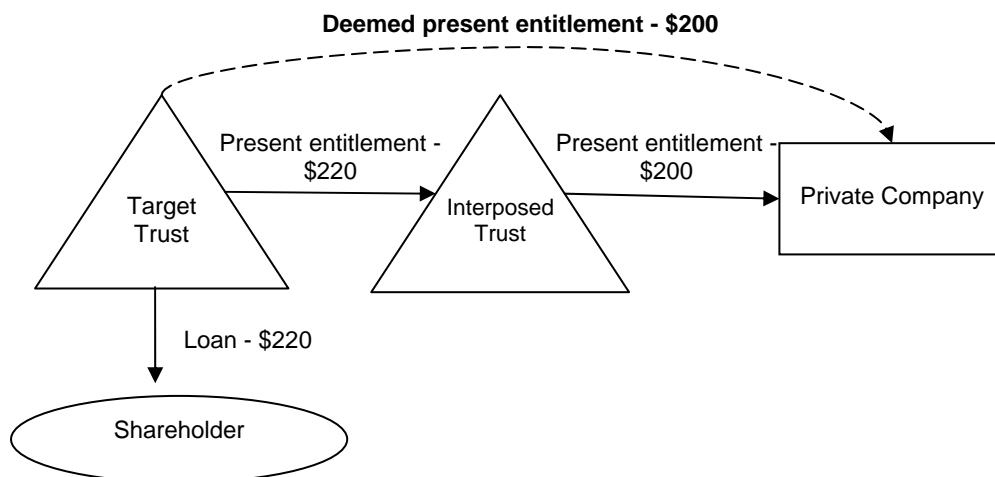 Deemed present entitlement - $200
Present entitlement -
$220
Present entitlement -
$200
Target
Trust
Interposed
Trust
Private Company
Loan - $220
Shareholder